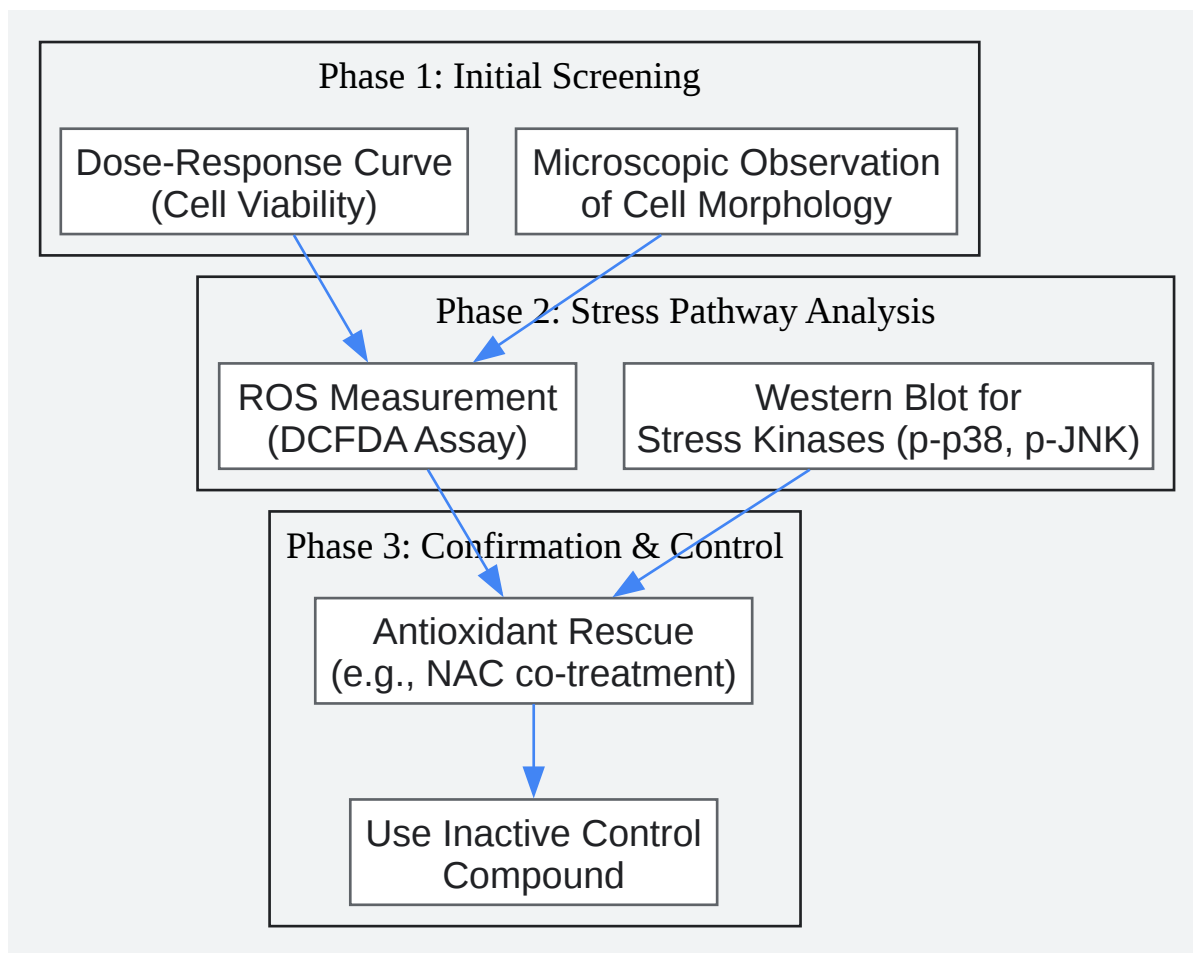 Phase 1: Initial Screening
Dose-Response Curve
(Cell Viability)
Microscopic Observation
of Cell Morphology
Phase 2: Stress Pathway Analysis
ROS Measurement
(DCFDA Assay)
Western Blot for
Stress Kinases (p-p38, p-JNK)
Phase 3: Confirmation & Control
Antioxidant Rescue
(e.g., NAC co-treatment)
Use Inactive Control
Compound